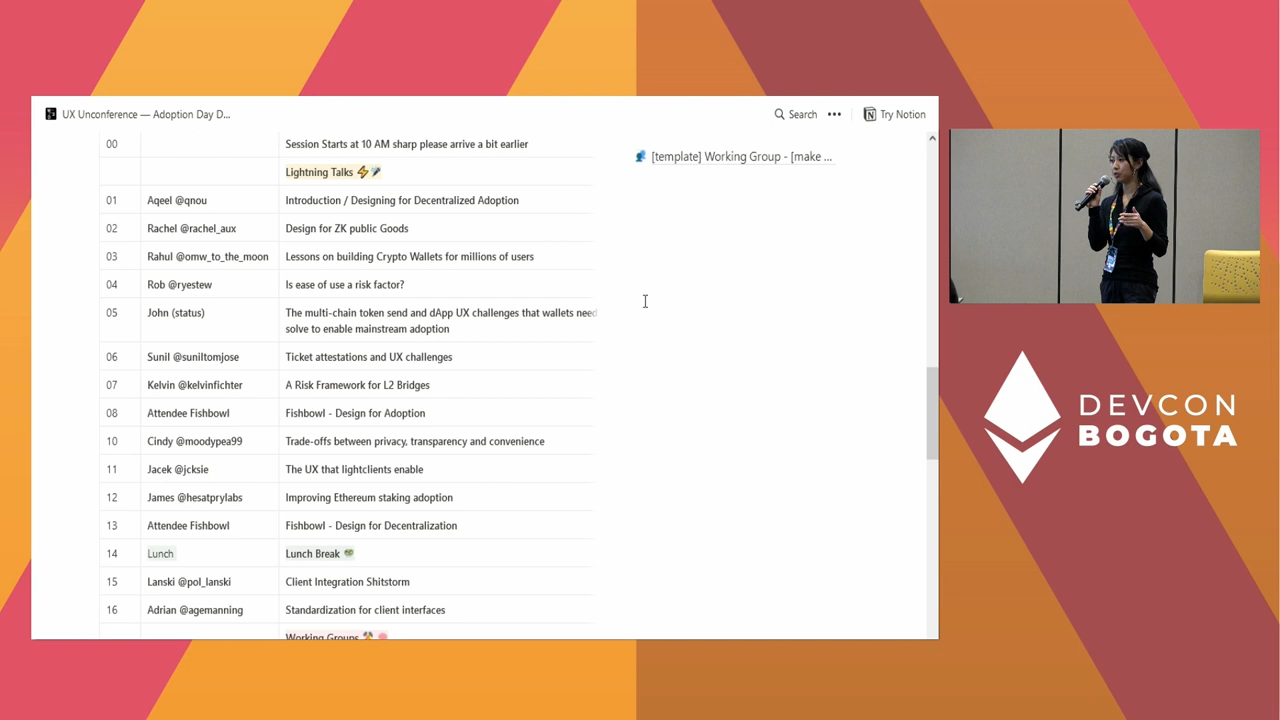 UX Unconference — Adoption Day D...
Search ••• Try Notion
00 Session Starts at 10 AM sharp please arrive a bit earlier
Lightning Talks ⚡🎤
01 Aqeel @qnou Introduction / Designing for Decentralized Adoption
02 Rachel @rachel_aux Design for ZK public Goods
03 Rahul @omw_to_the_moon Lessons on building Crypto Wallets for millions of users
04 Rob @ryestew Is ease of use a risk factor?
05 John (status) The multi-chain token send and dApp UX challenges that wallets need
solve to enable mainstream adoption
06 Sunil @suniltomjose Ticket attestations and UX challenges
07 Kelvin @kelvinfichter A Risk Framework for L2 Bridges
08 Attendee Fishbowl Fishbowl - Design for Adoption
10 Cindy @moodypea99 Trade-offs between privacy, transparency and convenience
11 Jacek @jcksie The UX that lightclients enable
12 James @hesatprylabs Improving Ethereum staking adoption
13 Attendee Fishbowl Fishbowl - Design for Decentralization
14 Lunch Lunch Break
15 Lanski @pol_lanski Client Integration Shitstorm
16 Adrian @agemanning Standardization for client interfaces
Working Groups
[template] Working Group - [make ...
DEVCON
BOGOTA